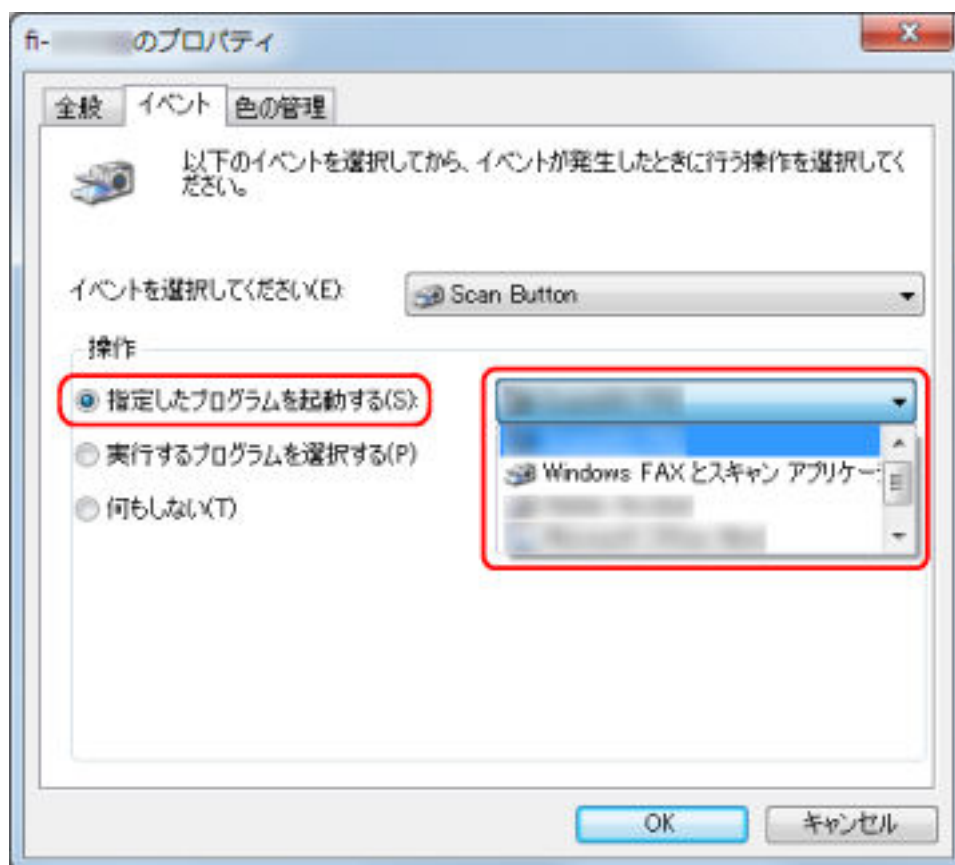 fi- のプロパティ
全般 イベント 色の管理
以下のイベントを選択してから、イベントが発生したときに行う操作を選択してく
ださい。
イベントを選択してください(E): Scan Button
操作
指定したプログラムを起動する(S):
Windows FAX とスキャン アプリケー
実行するプログラムを選択する(P)
何もしない(T)
OK キャンセル